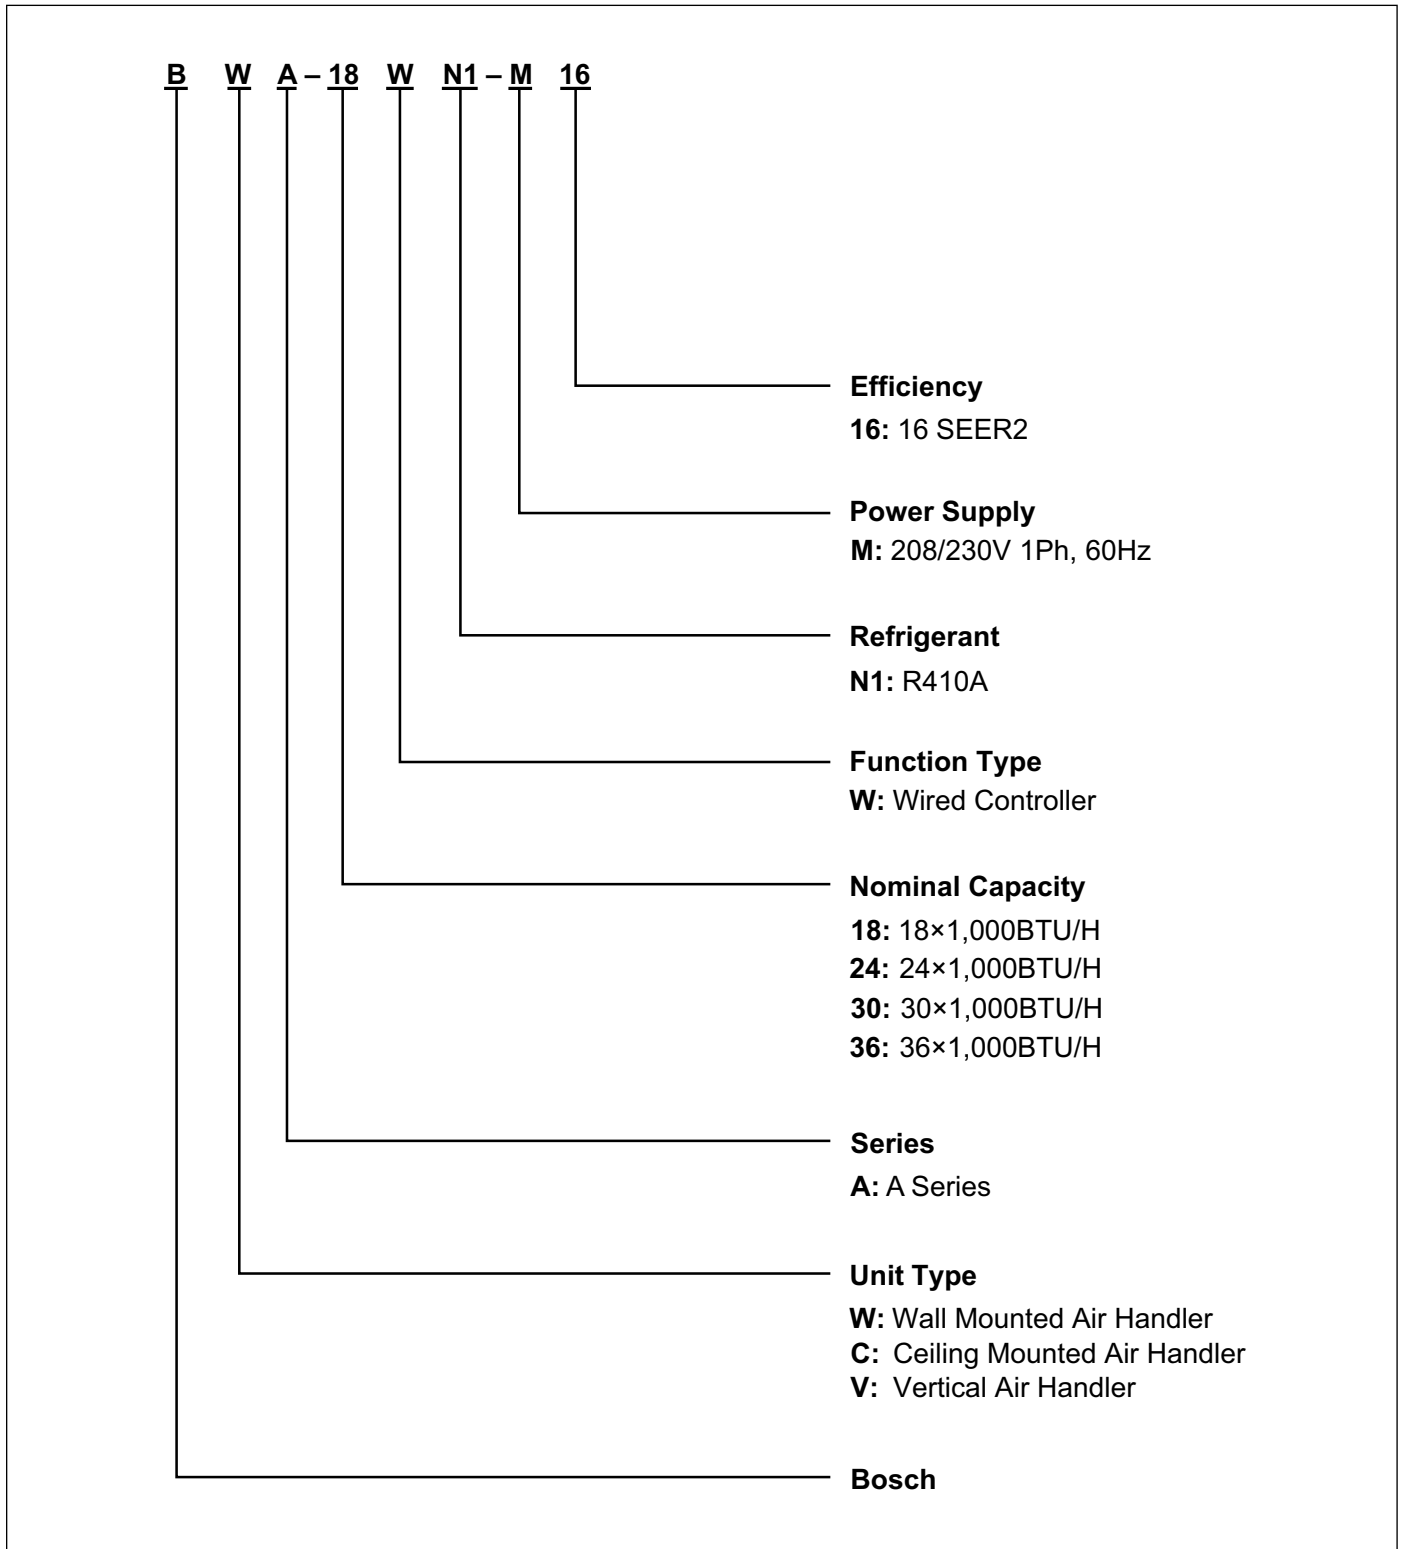 B W A – 18 W N1 – M 16
Efficiency
16: 16 SEER2
Power Supply
M: 208/230V 1Ph, 60Hz
Refrigerant
N1: R410A
Function Type
W: Wired Controller
Nominal Capacity
18: 18×1,000BTU/H
24: 24×1,000BTU/H
30: 30×1,000BTU/H
36: 36×1,000BTU/H
Series
A: A Series
Unit Type
W: Wall Mounted Air Handler
C: Ceiling Mounted Air Handler
V: Vertical Air Handler
Bosch